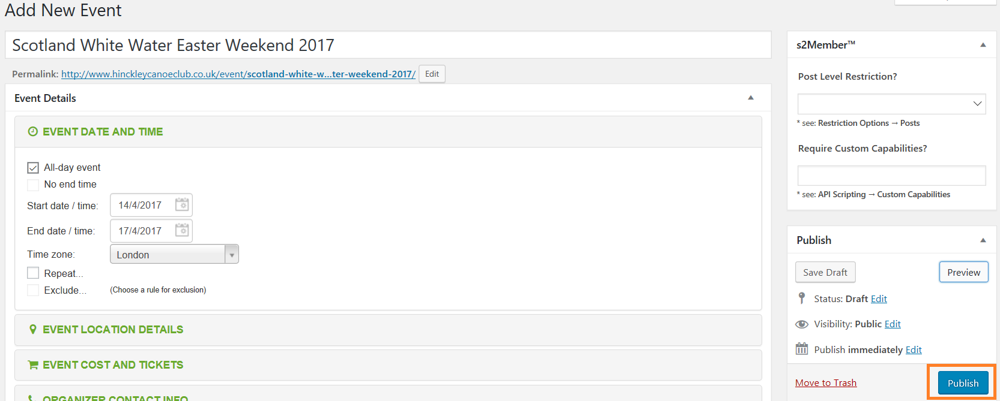 Add New Event
Scotland White Water Easter Weekend 2017
Permalink: http://www.hinckleycanoeclub.co.uk/event/scotland-white-w...ter-weekend-2017/ Edit
Event Details
EVENT DATE AND TIME
All-day event
No end time
Start date / time: 14/4/2017
End date / time: 17/4/2017
Time zone: London
Repeat...
Exclude... (Choose a rule for exclusion)
EVENT LOCATION DETAILS
EVENT COST AND TICKETS
ORGANIZER CONTACT INFO
s2Member™
Post Level Restriction?
* see: Restriction Options → Posts
Require Custom Capabilities?
* see: API Scripting → Custom Capabilities
Publish
Save Draft Preview
Status: Draft Edit
Visibility: Public Edit
Publish immediately Edit
Move to Trash Publish